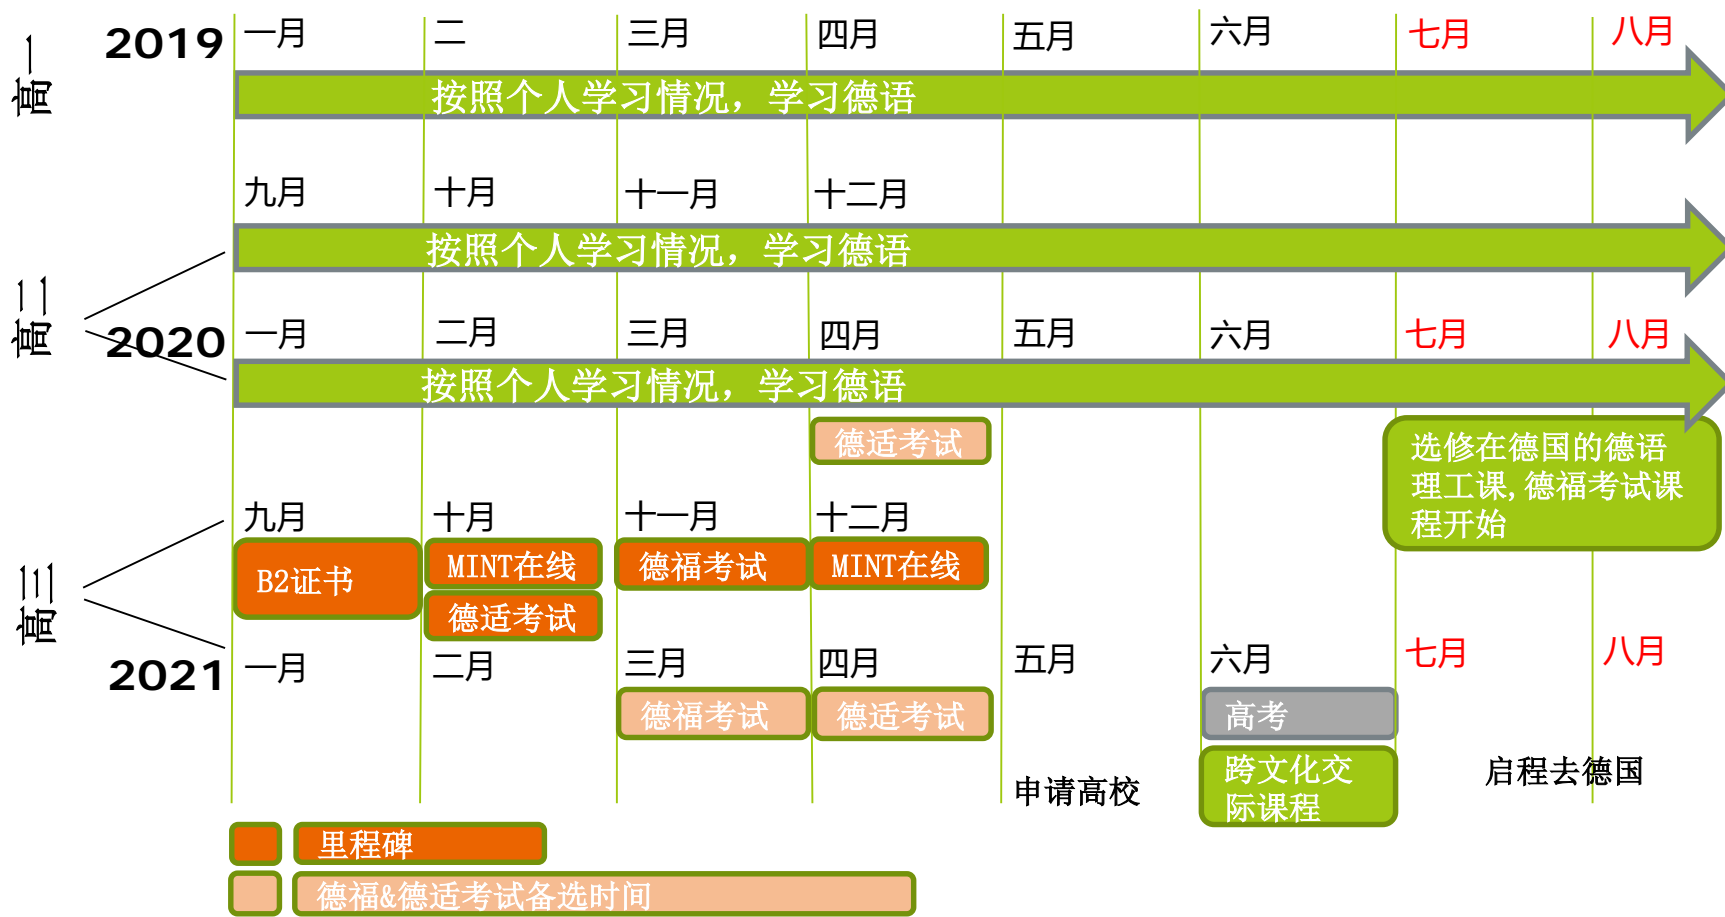 高一
2019 一月 二 三月 四月 五月 六月 七月 八月
按照个人学习情况，学习德语
九月 十月 十一月 十二月
按照个人学习情况，学习德语
高二
2020 一月 二月 三月 四月 五月 六月 七月 八月
按照个人学习情况，学习德语
德适考试
选修在德国的德语
理工课,德福考试课
程开始
九月 十月 十一月 十二月
B2证书
MINT在线
德适考试
德福考试
MINT在线
高三
2021 一月 二月 三月 四月 五月 六月 七月 八月
德福考试
德适考试
高考
申请高校
跨文化交
际课程
启程去德国
里程碑
德福&德适考试备选时间